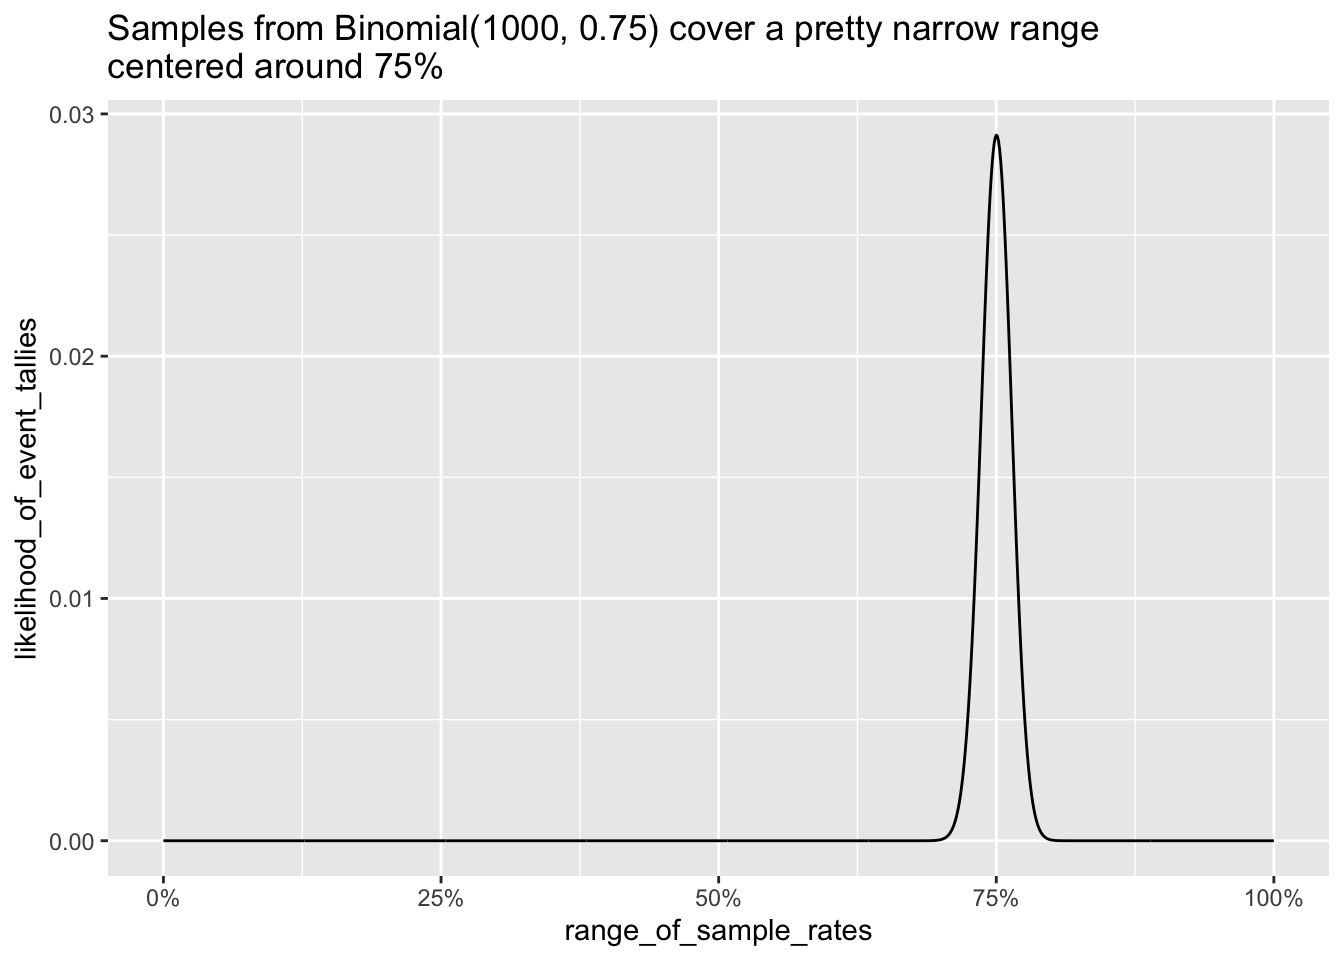 Samples from Binomial(1000, 0.75) cover a pretty narrow range
centered around 75%
0.03
0.02
0.01
0.00
likelihood_of_event_tallies
0%
25%
50%
75%
100%
range_of_sample_rates